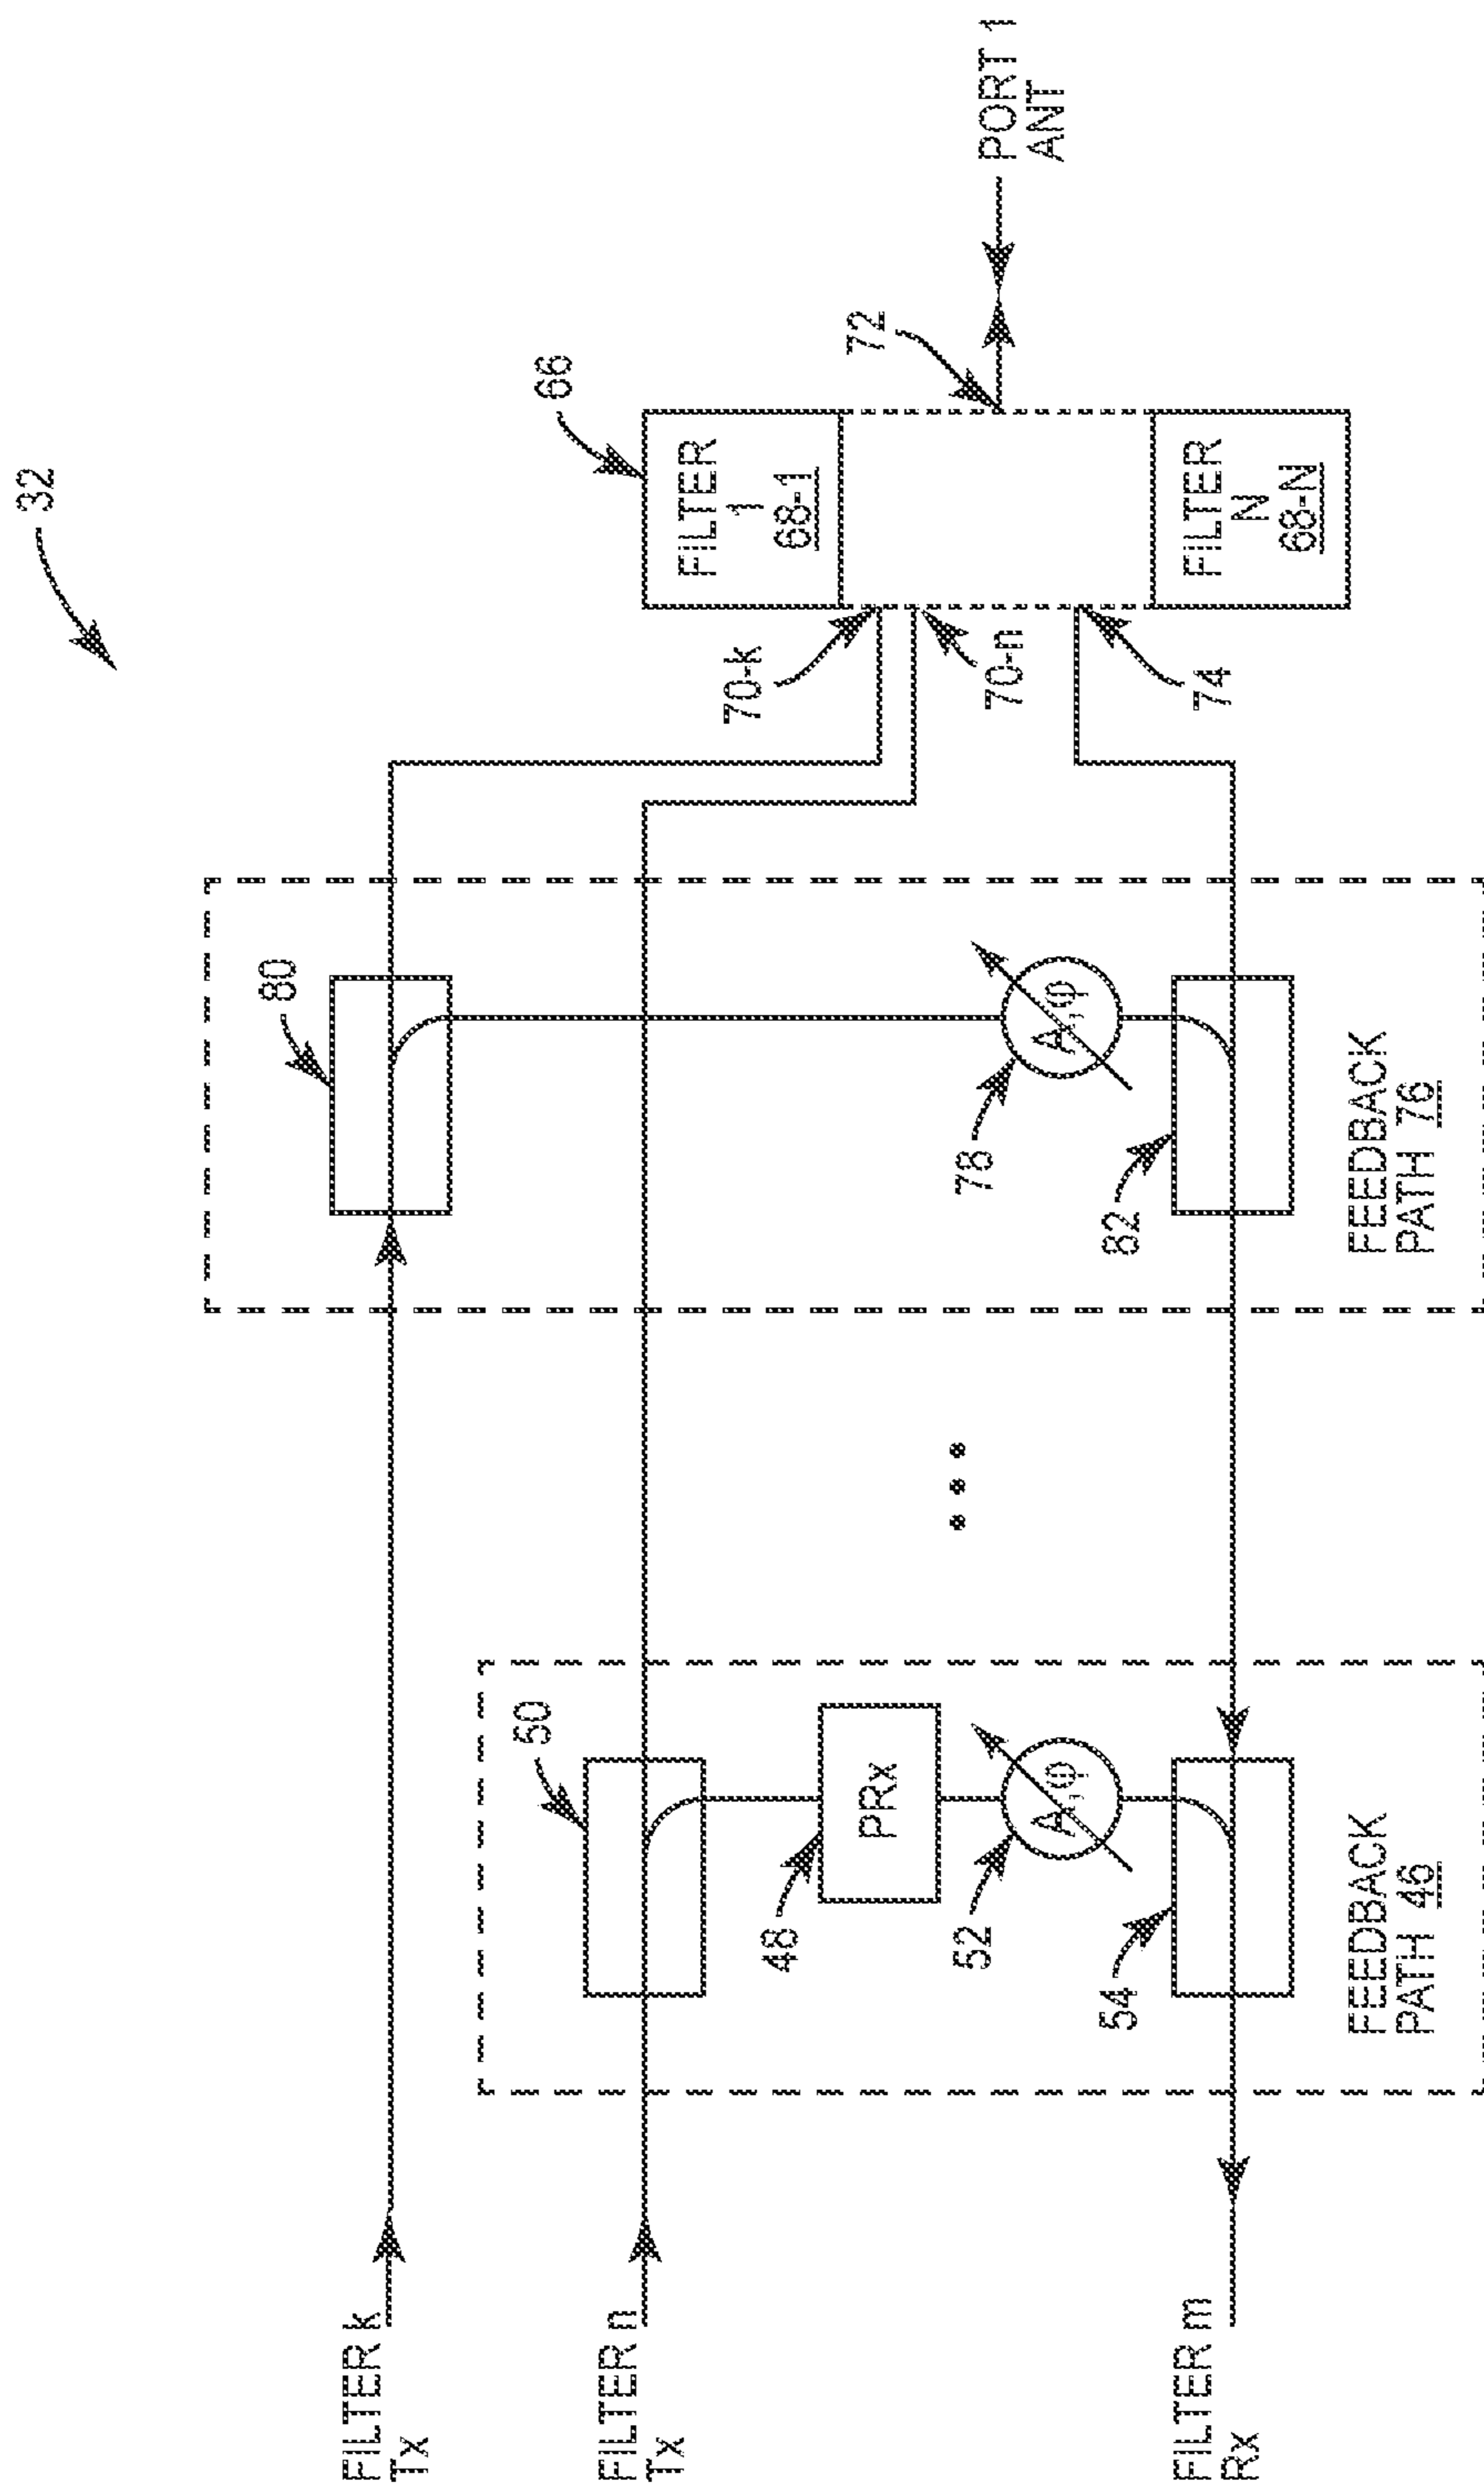 32
66
FILTER
1
68-1
72
PORT 1
ANT
70-k
70-n
74
FILTER
N
68-N
80
78
A,φ
82
FEEDBACK
PATH 76
50
48
PRx
52
A,φ
54
FEEDBACK
PATH 46
FILTER k
Tx
FILTER n
Tx
FILTER m
Rx